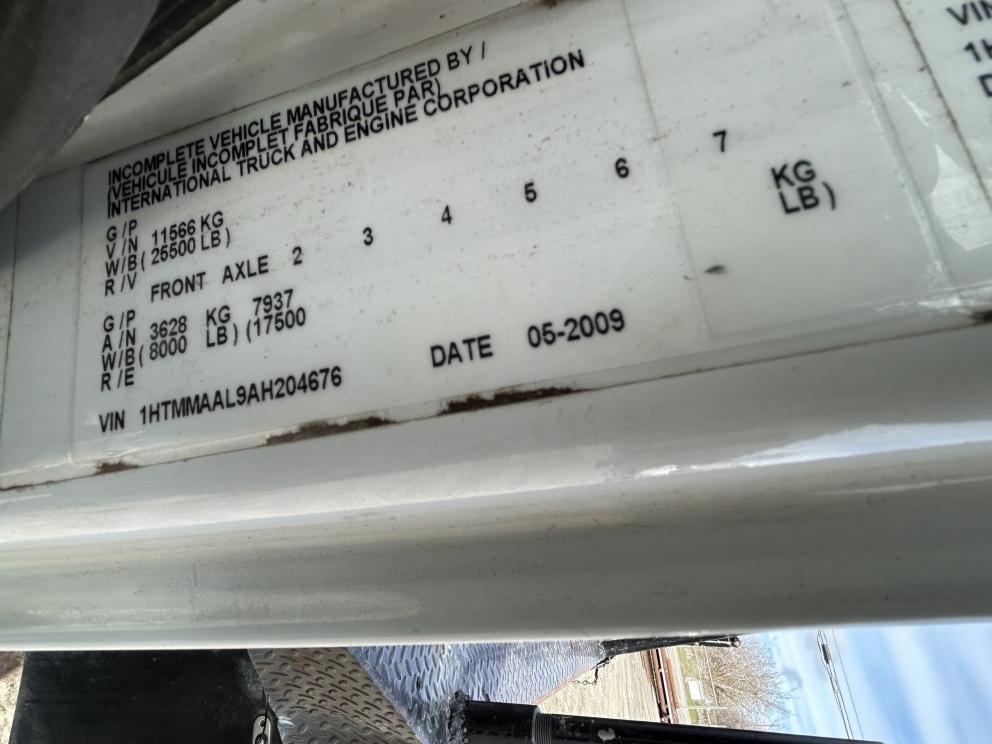 INCOMPLETE VEHICLE MANUFACTURED BY /
(VEHICULE INCOMPLET FABRIQUE PAR)
INTERNATIONAL TRUCK AND ENGINE CORPORATION
G / P
V / N 11566 KG
W / B ( 25500 LB )
R / V
FRONT AXLE 2 3 4 5 6 7
G / P
A / N 3628 KG 7937 KG
W / B ( 8000 LB ) (17500 LB )
R / E
VIN 1HTMMAAL9AH204676 DATE 05-2009
VIN
1H
D